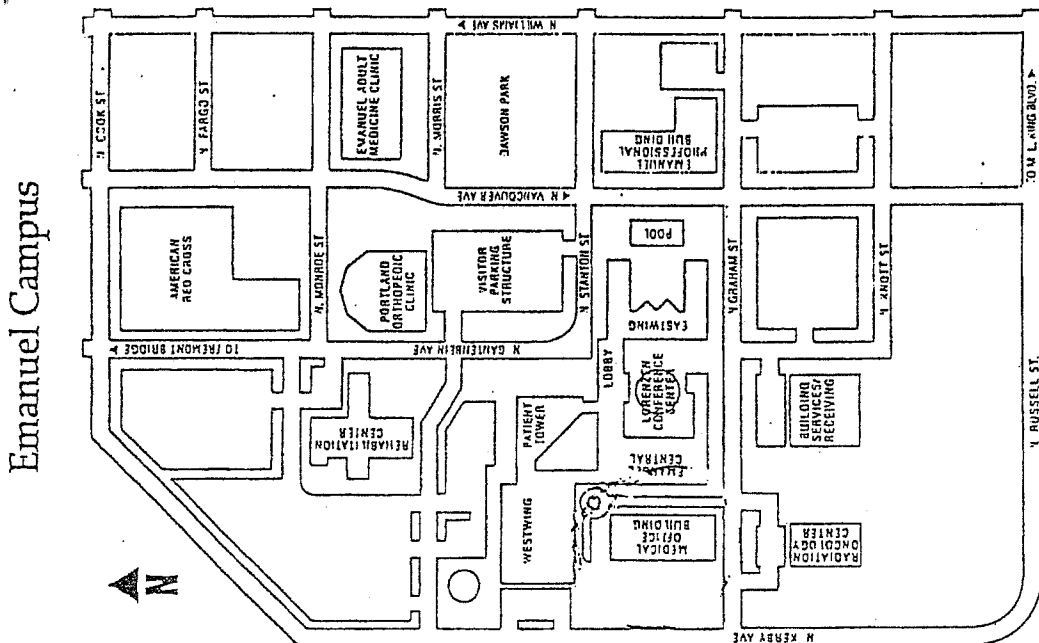 Emanuel Campus
N
N WILLIAMS AVE
N. COOK ST
N. FARGO ST
EMANUEL ADULT
MEDICINE CLINIC
N. MORRIS ST
DAWSON PARK
EMANUEL
PROFESSIONAL
BUILDING
TO M.L. KING BLVD.
N VANCOUVER AVE
AMERICAN
RED CROSS
N. MONROE ST
PORTLAND
ORTHOPEDIC
CLINIC
VISITOR
PARKING
STRUCTURE
N. STANTON ST
POOL
N GRAHAM ST
N. KNOTT ST
TO FREMONT BRIDGE
N GANTENBEIN AVE
EASTWING
LOBBY
LORENZEN
CONFERENCE
CENTER
REHABILITATION
CENTER
PATIENT
TOWER
CENTRAL
BUILDING
SERVICES/
RECEIVING
N. RUSSELL ST.
WESTWING
MEDICAL
OFFICE
BUILDING
RADIATION
ONCOLOGY
CENTER
N KERBY AVE